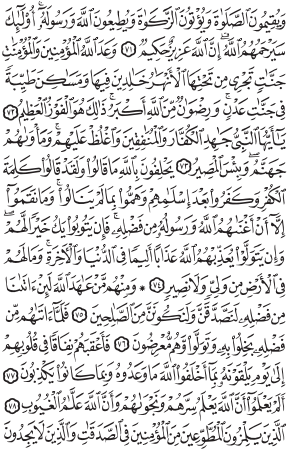 وَيُقِيمُونَ ٱلصَّلَوٰةَ وَيُؤْتُونَ ٱلزَّكَوٰةَ وَيُطِيعُونَ ٱللَّهَ وَرَسُولَهُۥٓ ۚ أُو۟لَـٰٓئِكَ
سَيَرْحَمُهُمُ ٱللَّهُ ۗ إِنَّ ٱللَّهَ عَزِيزٌ حَكِيمٌ ٧١ وَعَدَ ٱللَّهُ ٱلْمُؤْمِنِينَ وَٱلْمُؤْمِنَـٰتِ
جَنَّـٰتٍ تَجْرِى مِن تَحْتِهَا ٱلْأَنْهَـٰرُ خَـٰلِدِينَ فِيهَا وَمَسَـٰكِنَ طَيِّبَةً
فِى جَنَّـٰتِ عَدْنٍ ۚ وَرِضْوَٰنٌ مِّنَ ٱللَّهِ أَكْبَرُ ۚ ذَٰلِكَ هُوَ ٱلْفَوْزُ ٱلْعَظِيمُ ٧٢
يَـٰٓأَيُّهَا ٱلنَّبِىُّ جَـٰهِدِ ٱلْكُفَّارَ وَٱلْمُنَـٰفِقِينَ وَٱغْلُظْ عَلَيْهِمْ ۚ وَمَأْوَىٰهُمْ
جَهَنَّمُ ۖ وَبِئْسَ ٱلْمَصِيرُ ٧٣ يَحْلِفُونَ بِٱللَّهِ مَا قَالُوا۟ وَلَقَدْ قَالُوا۟ كَلِمَةَ
ٱلْكُفْرِ وَكَفَرُوا۟ بَعْدَ إِسْلَـٰمِهِمْ وَهَمُّوا۟ بِمَا لَمْ يَنَالُوا۟ ۚ وَمَا نَقَمُوٓا۟
إِلَّآ أَنْ أَغْنَىٰهُمُ ٱللَّهُ وَرَسُولُهُۥ مِن فَضْلِهِۦ ۚ فَإِن يَتُوبُوا۟ يَكُ خَيْرًا لَّهُمْ ۖ
وَإِن يَتَوَلَّوْا۟ يُعَذِّبْهُمُ ٱللَّهُ عَذَابًا أَلِيمًا فِى ٱلدُّنْيَا وَٱلْـَٔاخِرَةِ ۚ وَمَا لَهُمْ
فِى ٱلْأَرْضِ مِن وَلِىٍّ وَلَا نَصِيرٍ ٧٤ ۞ وَمِنْهُم مَّنْ عَـٰهَدَ ٱللَّهَ لَئِنْ ءَاتَىٰنَا
مِن فَضْلِهِۦ لَنَصَّدَّقَنَّ وَلَنَكُونَنَّ مِنَ ٱلصَّـٰلِحِينَ ٧٥ فَلَمَّآ ءَاتَىٰهُم مِّن
فَضْلِهِۦ بَخِلُوا۟ بِهِۦ وَتَوَلَّوا۟ وَّهُم مُّعْرِضُونَ ٧٦ فَأَعْقَبَهُمْ نِفَاقًا فِى قُلُوبِهِمْ
إِلَىٰ يَوْمِ يَلْقَوْنَهُۥ بِمَآ أَخْلَفُوا۟ ٱللَّهَ مَا وَعَدُوهُ وَبِمَا كَانُوا۟ يَكْذِبُونَ ٧٧
أَلَمْ يَعْلَمُوٓا۟ أَنَّ ٱللَّهَ يَعْلَمُ سِرَّهُمْ وَنَجْوَىٰهُمْ وَأَنَّ ٱللَّهَ عَلَّـٰمُ ٱلْغُيُوبِ ٧٨
ٱلَّذِينَ يَلْمِزُونَ ٱلْمُطَّوِّعِينَ مِنَ ٱلْمُؤْمِنِينَ فِى ٱلصَّدَقَـٰتِ وَٱلَّذِينَ لَا يَجِدُونَ